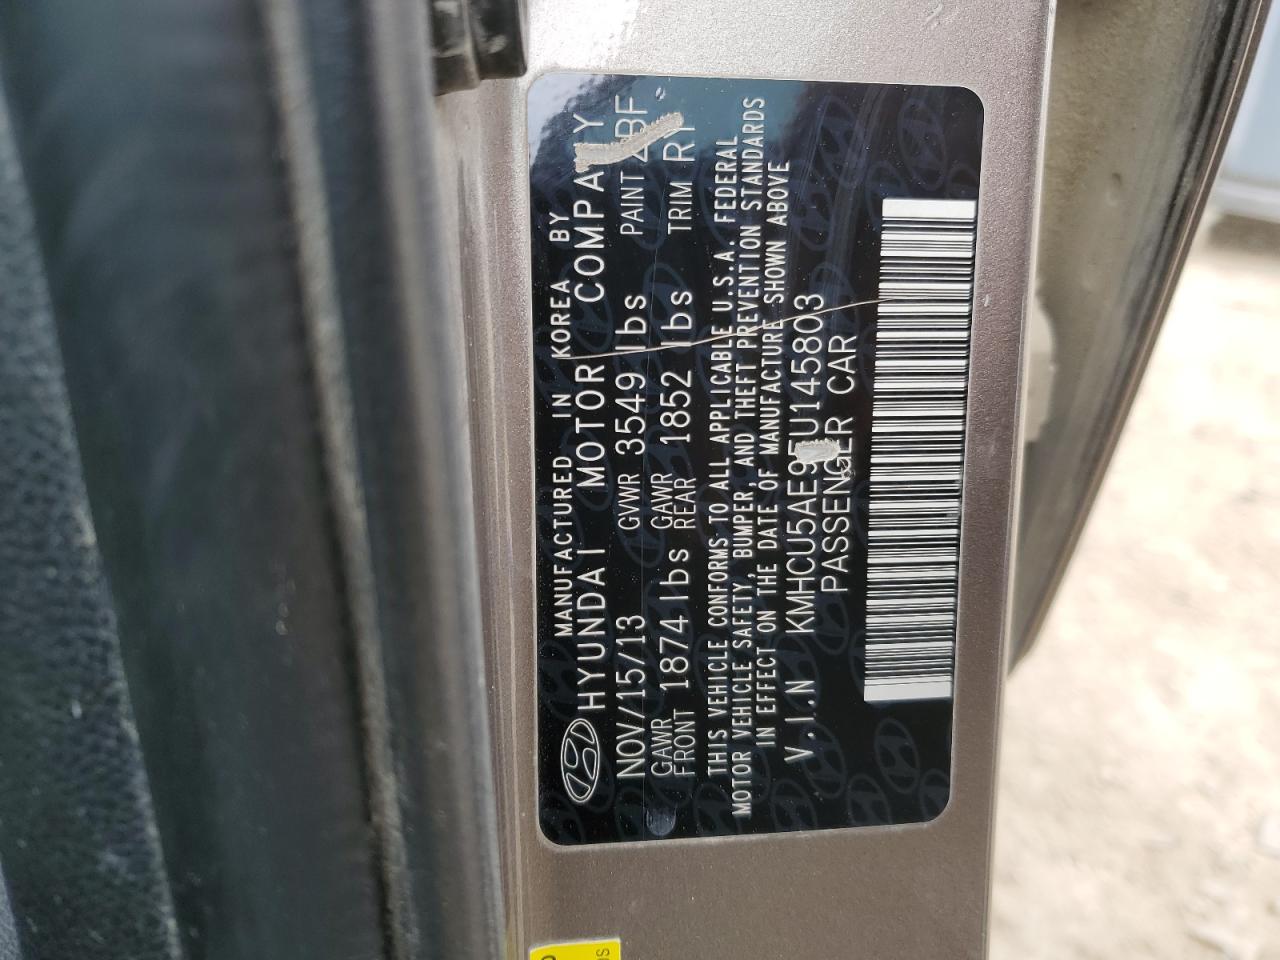 MANUFACTURED IN KOREA BY
HYUNDAI MOTOR COMPANY
NOV/15/13 GVWR 3549 lbs PAINT
GAWR FRONT 1874 lbs GAWR REAR 1852 lbs TRIM
THIS VEHICLE CONFORMS TO ALL APPLICABLE U.S.A. FEDERAL
MOTOR VEHICLE SAFETY, BUMPER, AND THEFT PREVENTION STANDARDS
IN EFFECT ON THE DATE OF MANUFACTURE SHOWN ABOVE
V.I.N
PASSENGER CAR